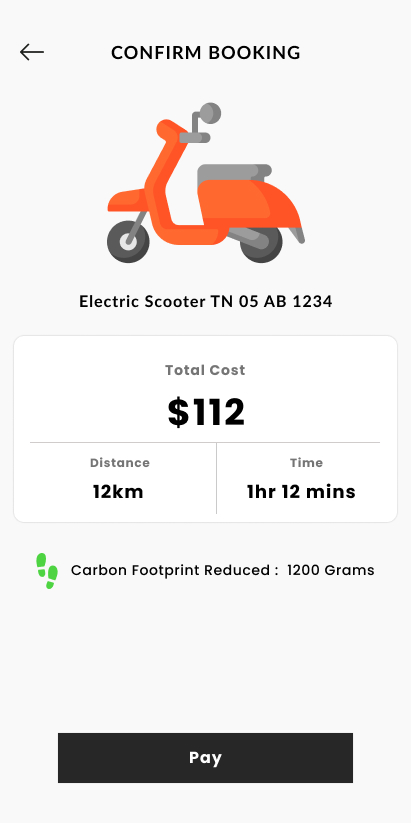 CONFIRM BOOKING
Electric Scooter TN 05 AB 1234
Total Cost
$112
Distance
12km
Time
1hr 12 mins
Carbon Footprint Reduced :  1200 Grams
Pay